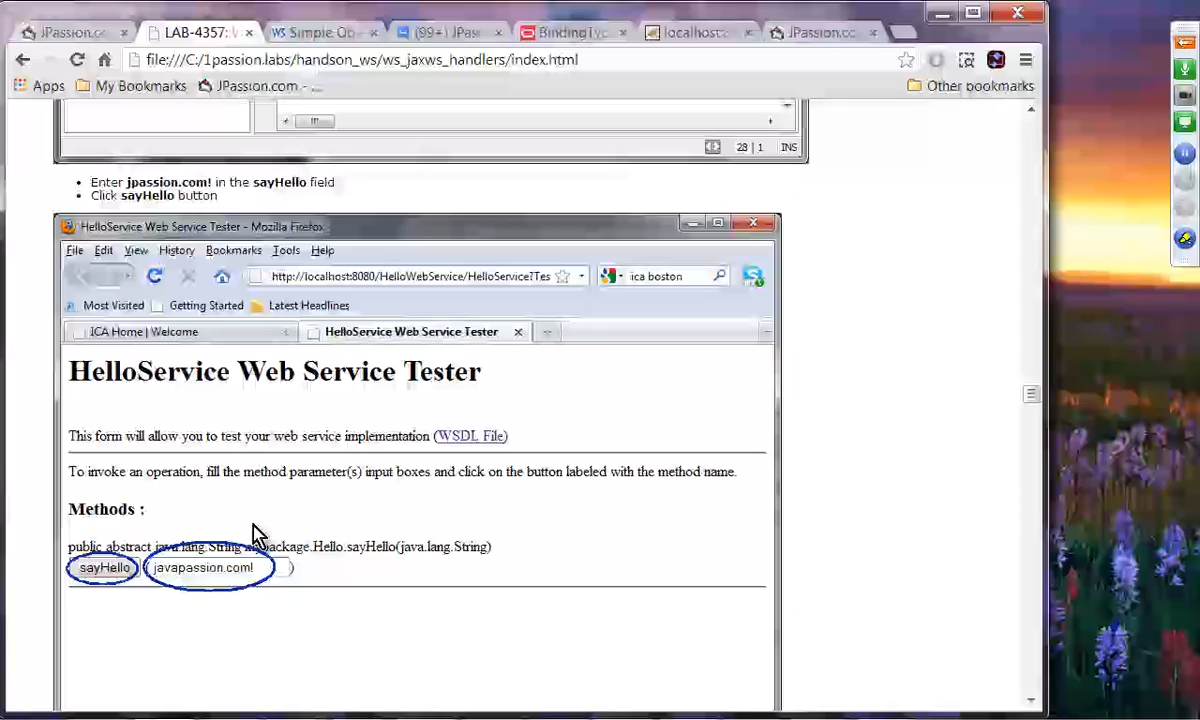 JPassion.co
LAB-4357: 
Simple Ob
(99+) JPas
BindingTyp
localhost:
JPassion.co
file:///C:/1passion.labs/handson_ws/ws_jaxws_handlers/index.html
Apps
My Bookmarks
JPassion.com - ...
Other bookmarks
28 | 1
INS
• Enter jpassion.com! in the sayHello field
• Click sayHello button
HelloService Web Service Tester - Mozilla Firefox
File Edit View History Bookmarks Tools Help
http://localhost:8080/HelloWebService/HelloService?Tes
ica boston
Most Visited
Getting Started
Latest Headlines
ICA Home | Welcome
HelloService Web Service Tester
HelloService Web Service Tester
This form will allow you to test your web service implementation (WSDL File)
To invoke an operation, fill the method parameter(s) input boxes and click on the button labeled with the method name.
Methods :
public abstract java.lang.String package.Hello.sayHello(java.lang.String)
sayHello ( javapassion.com! )